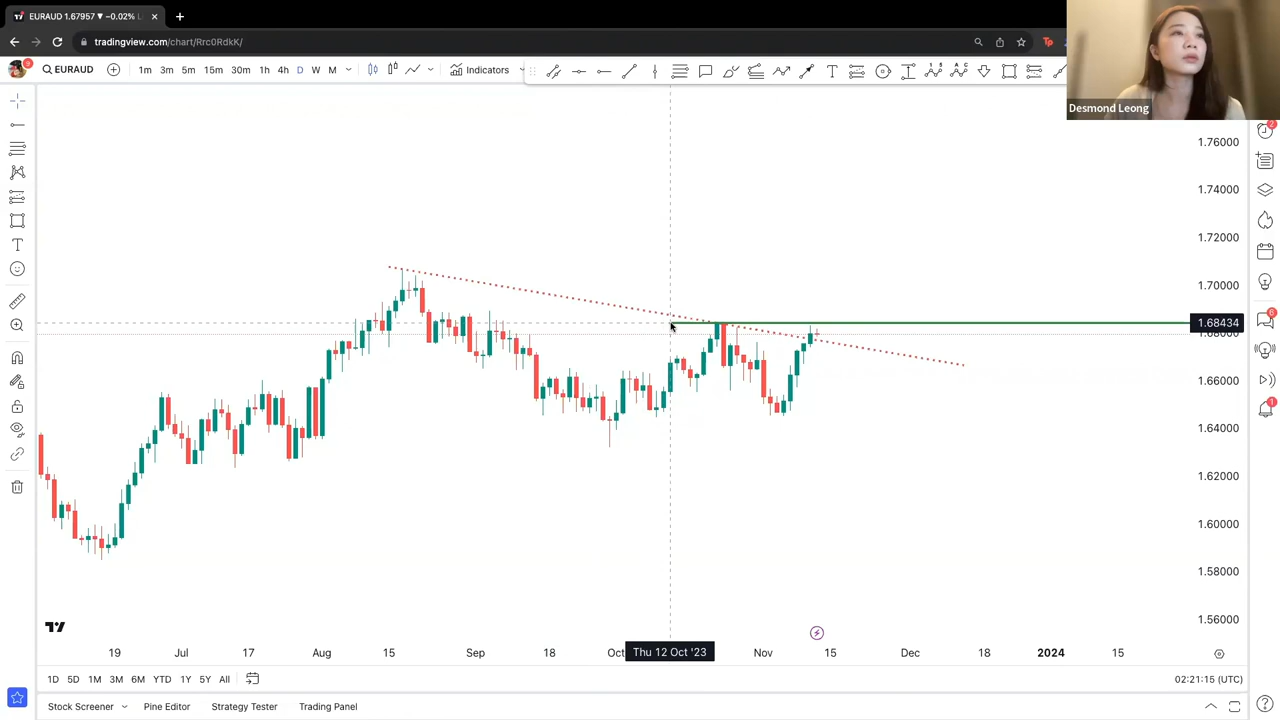 EURAUD 1.67957 ▼ −0.02%
tradingview.com/chart/Rrc0RdkK/
Desmond Leong
EURAUD
1m 3m 5m 15m 30m 1h 4h D W M
Indicators
1.76000
1.74000
1.72000
1.70000
1.68434
1.66000
1.64000
1.62000
1.60000
1.58000
1.56000
19 Jul 17 Aug 15 Sep 18 Oct Thu 12 Oct '23 Nov 15 Dec 18 2024 15
1D 5D 1M 3M 6M YTD 1Y 5Y All
02:21:15 (UTC)
Stock Screener Pine Editor Strategy Tester Trading Panel